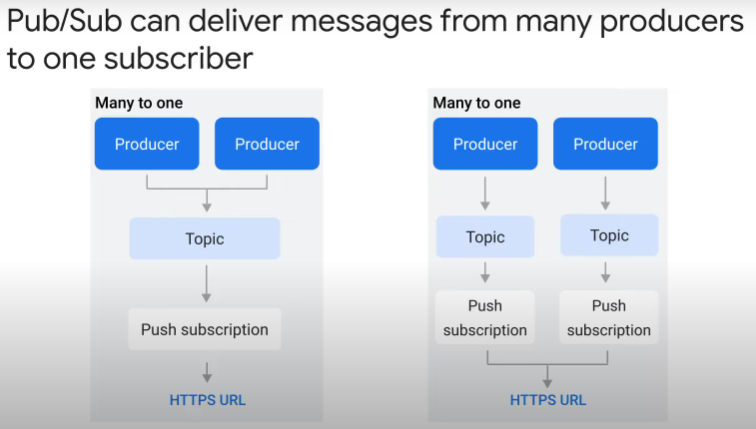 Pub/Sub can deliver messages from many producers
to one subscriber
Many to one
Producer
Producer
Topic
Push subscription
HTTPS URL
Many to one
Producer
Producer
Topic
Topic
Push
subscription
Push
subscription
HTTPS URL